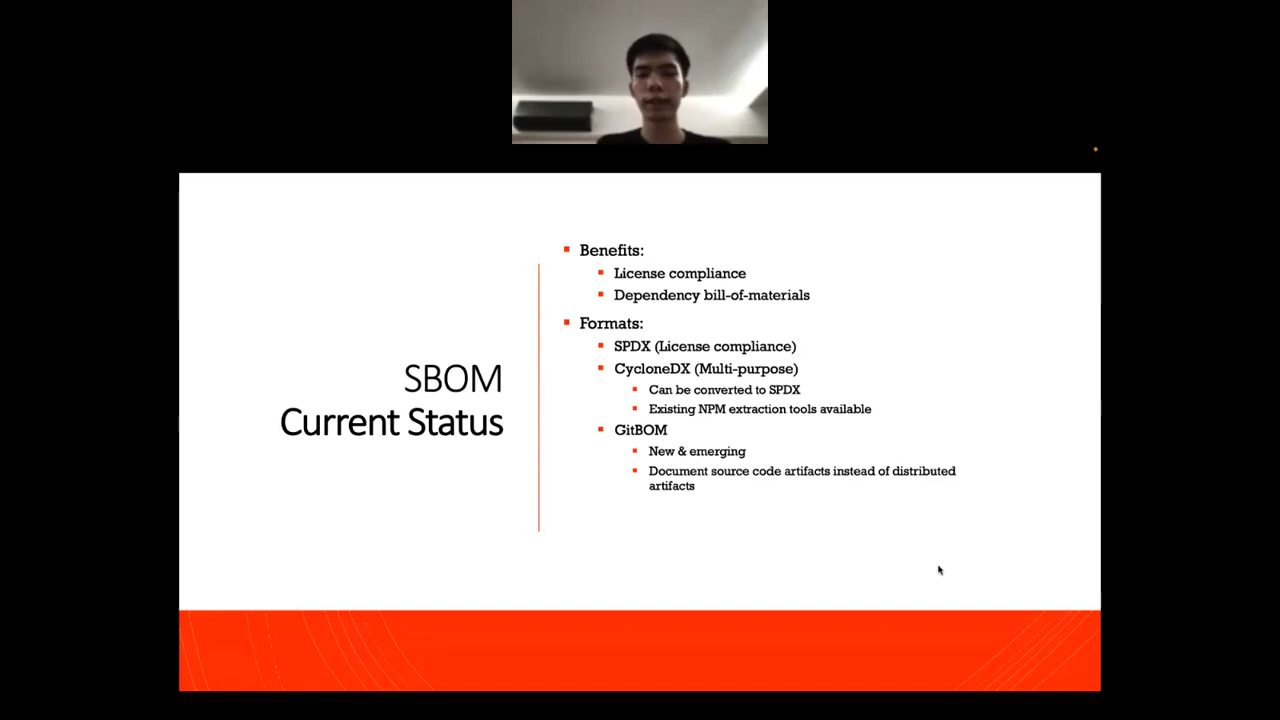 SBOM
Current Status
Benefits:
License compliance
Dependency bill-of-materials
Formats:
SPDX (License compliance)
CycloneDX (Multi-purpose)
Can be converted to SPDX
Existing NPM extraction tools available
GitBOM
New & emerging
Document source code artifacts instead of distributed
artifacts